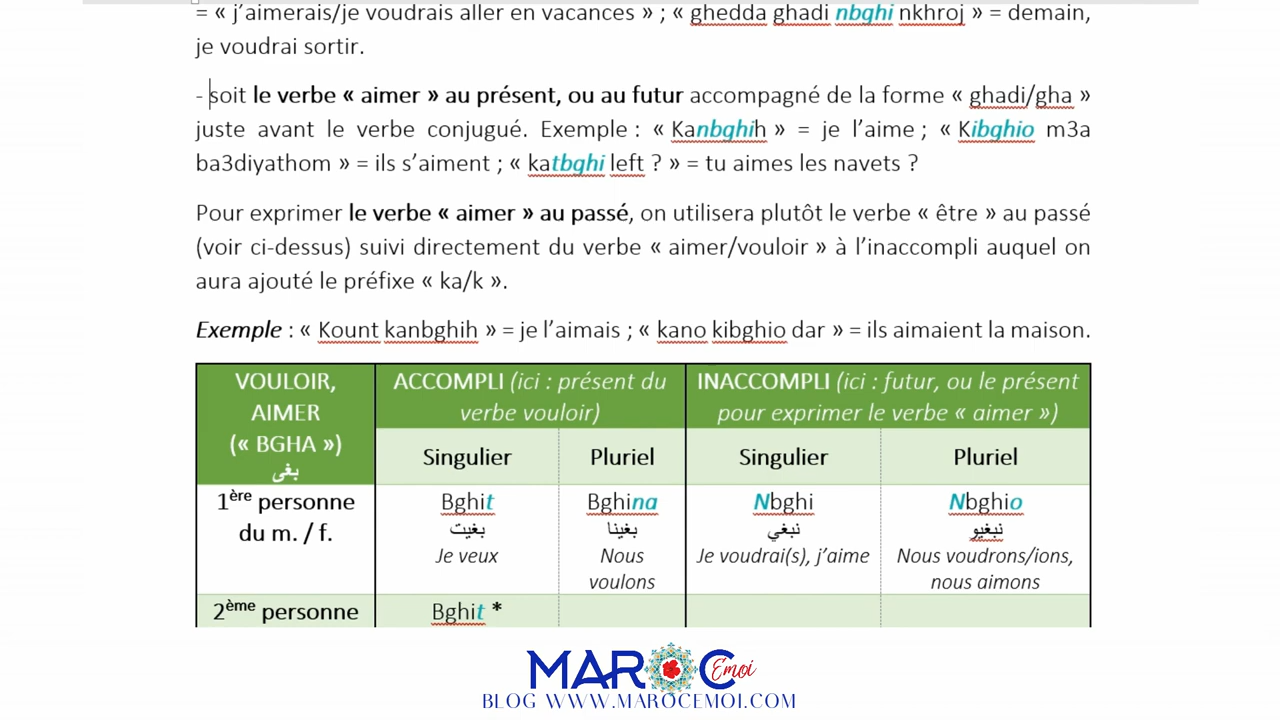 = « j’aimerais/je voudrais aller en vacances » ; « ghedda ghadi nbghi nkhroj » = demain,
je voudrai sortir.
- soit le verbe « aimer » au présent, ou au futur accompagné de la forme « ghadi/gha »
juste avant le verbe conjugué. Exemple : « Kanbghih » = je l’aime ; « Kibghio m3a
ba3diyathom » = ils s’aiment ; « katbghi left ? » = tu aimes les navets ?
Pour exprimer le verbe « aimer » au passé, on utilisera plutôt le verbe « être » au passé
(voir ci-dessus) suivi directement du verbe « aimer/vouloir » à l’inaccompli auquel on
aura ajouté le préfixe « ka/k ».
Exemple : « Kount kanbghih » = je l’aimais ; « kano kibghio dar » = ils aimaient la maison.
VOULOIR,
AIMER
(« BGHA »)
بغى
ACCOMPLI (ici : présent du
verbe vouloir)
INACCOMPLI (ici : futur, ou le présent
pour exprimer le verbe « aimer »)
Singulier
Pluriel
Singulier
Pluriel
1ère personne
du m. / f.
Bghit
بغيت
Je veux
Bghina
بغينا
Nous
voulons
Nbghi
نبغي
Je voudrai(s), j’aime
Nbghio
نبغيو
Nous voudrons/ions,
nous aimons
2ème personne
Bghit *
MAROC Emoi
BLOG WWW.MAROCEMOI.COM